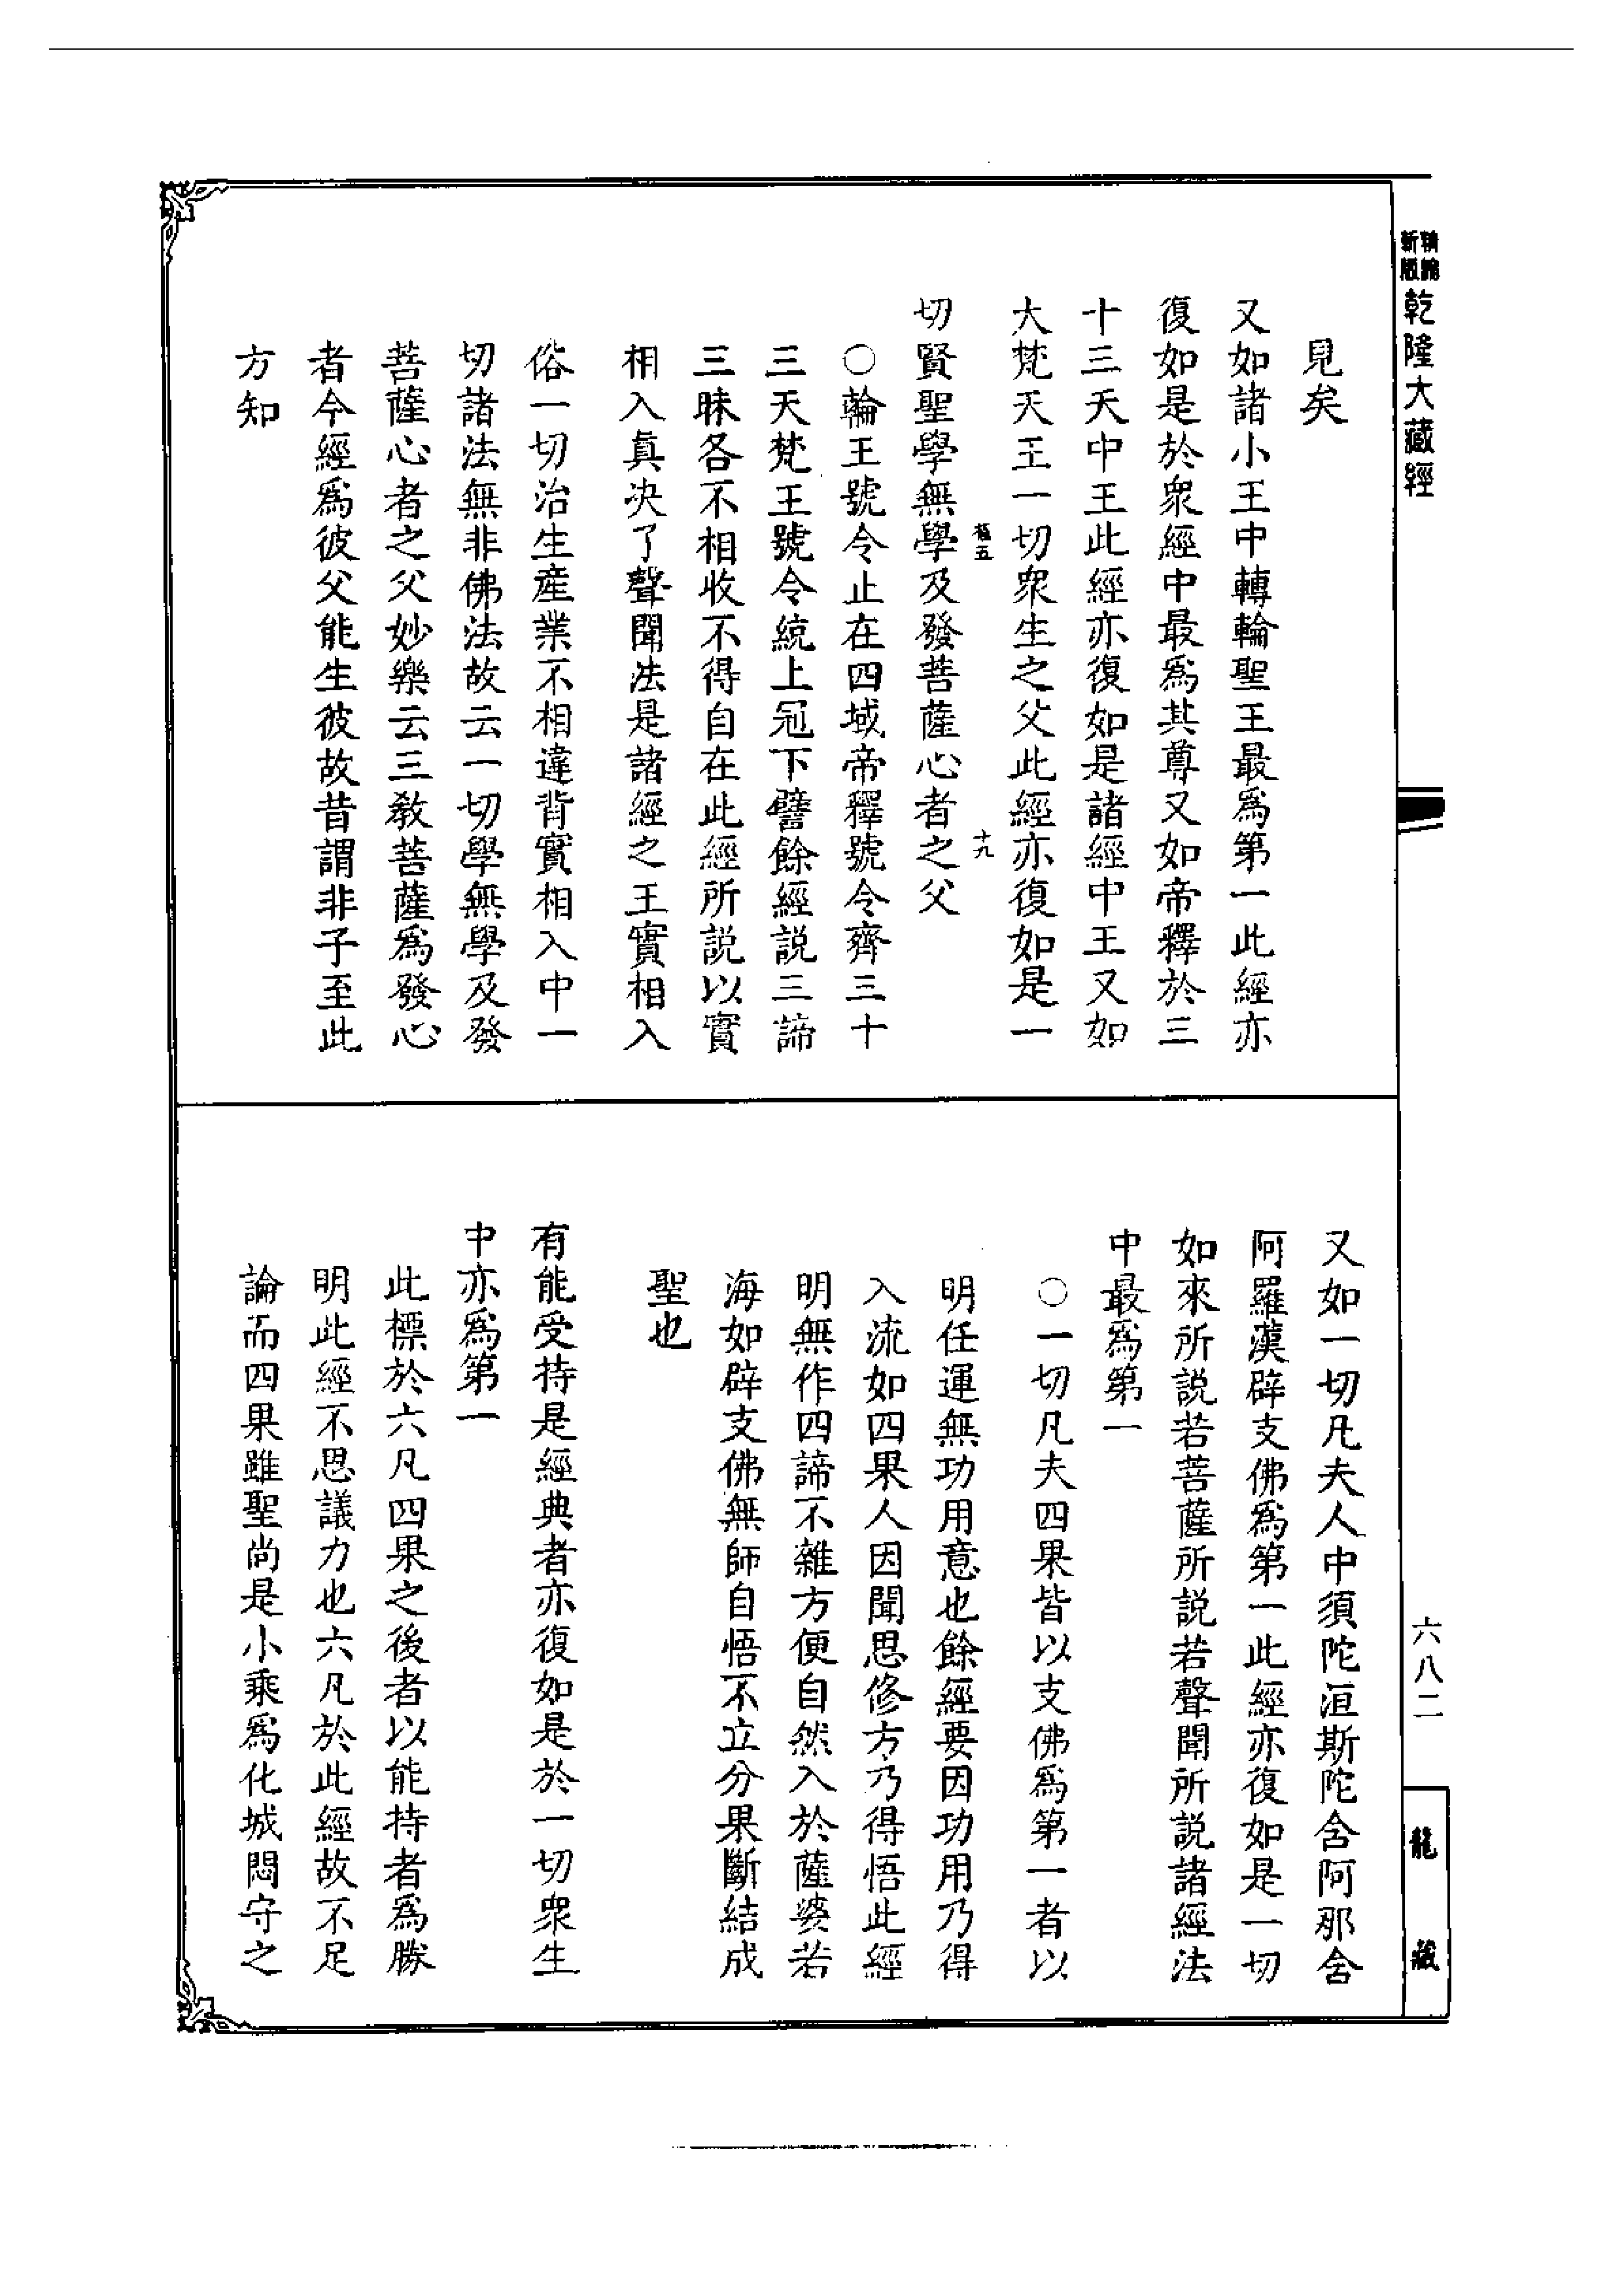 精編
新版
乾隆大藏經
見矣
又如諸小王中轉輪聖王最爲第一此經亦
復如是於衆經中最爲其尊又如帝釋於三
十三天中王此經亦復如是諸經中王又如
大梵天王一切衆生之父此經亦復如是一
十九
切賢聖學無學及發菩薩心者之父
○輪王號令止在四域帝釋號令齊三十
三天梵王號令統上冠下譬餘經説三諦
三昧各不相收不得自在此經所説以實
相入真决了聲聞法是諸經之王實相入
俗一切治生産業不相違背實相入中一
切諸法無非佛法故云一切學無學及發
菩薩心者之父妙樂云三教菩薩爲發心
者今經爲彼父能生彼故昔謂非子至此
方知
又如一切凡夫人中須陀洹斯陀含阿那含
阿羅漢辟支佛爲第一此經亦復如是一切
如來所説若菩薩所説若聲聞所説諸經法
中最爲第一
○一切凡夫四果皆以支佛爲第一者以
明任運無功用意也餘經要因功用乃得
入流如四果人因聞思修方乃得悟此經
明無作四諦不雜方便自然入於薩婆若
海如辟支佛無師自悟不立分果斷結成
聖也
有能受持是經典者亦復如是於一切衆生
中亦爲第一
此標於六凡四果之後者以能持者爲勝
明此經不思議力也六凡於此經故不足
論而四果雖聖尚是小乘爲化城悶守之
六八二
龍藏